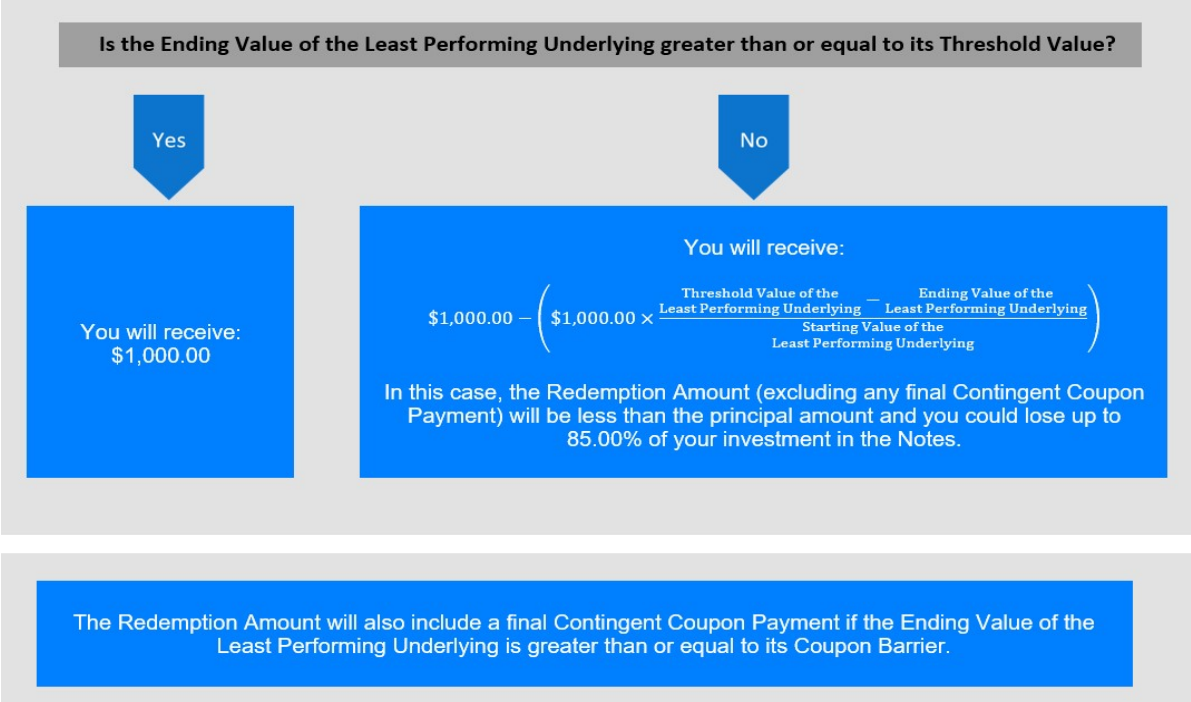 Is the Ending Value of the Least Performing Underlying greater than or equal to its Threshold Value?
Yes
No
You will receive:
$1,000.00
You will receive:
$1,000.00 − ( $1,000.00 × (Threshold Value of the Least Performing Underlying − Ending Value of the Least Performing Underlying) / Starting Value of the Least Performing Underlying )
In this case, the Redemption Amount (excluding any final Contingent Coupon
Payment) will be less than the principal amount and you could lose up to
85.00% of your investment in the Notes.
The Redemption Amount will also include a final Contingent Coupon Payment if the Ending Value of the
Least Performing Underlying is greater than or equal to its Coupon Barrier.